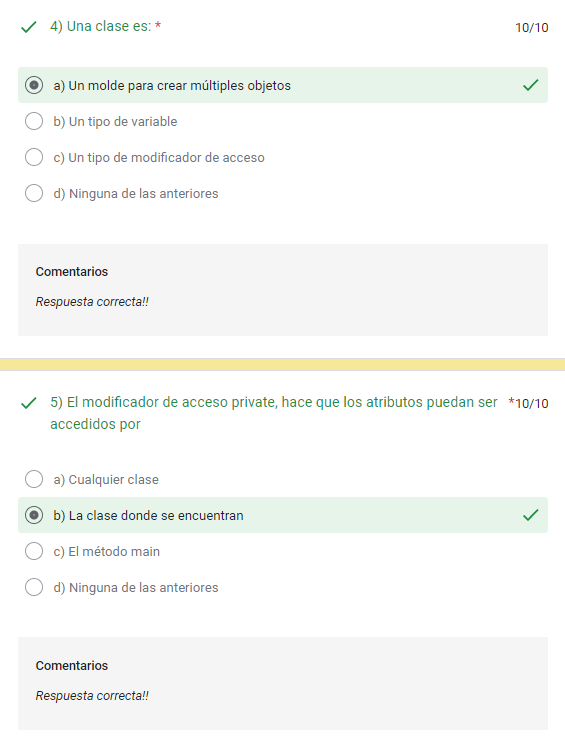 4) Una clase es: *
10/10
a) Un molde para crear múltiples objetos
b) Un tipo de variable
c) Un tipo de modificador de acceso
d) Ninguna de las anteriores
Comentarios
Respuesta correcta!!
5) El modificador de acceso private, hace que los atributos puedan ser *10/10
accedidos por
a) Cualquier clase
b) La clase donde se encuentran
c) El método main
d) Ninguna de las anteriores
Comentarios
Respuesta correcta!!